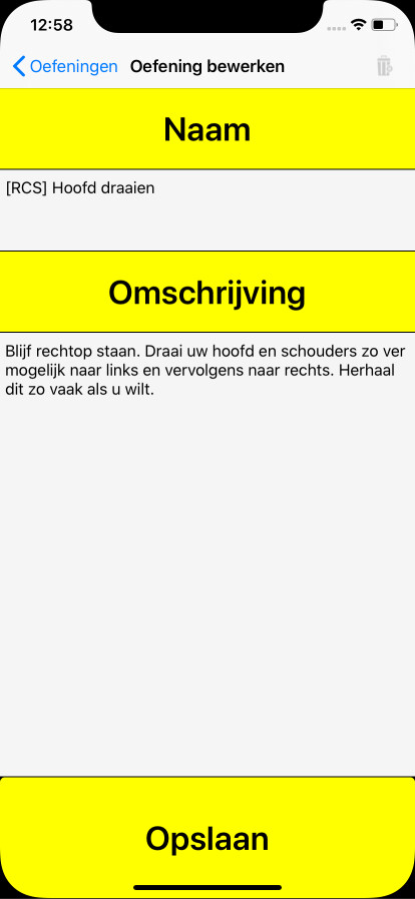 12:58
Oefeningen Oefening bewerken
Naam
[RCS] Hoofd draaien
Omschrijving
Blijf rechtop staan. Draai uw hoofd en schouders zo ver
mogelijk naar links en vervolgens naar rechts. Herhaal
dit zo vaak als u wilt.
Opslaan